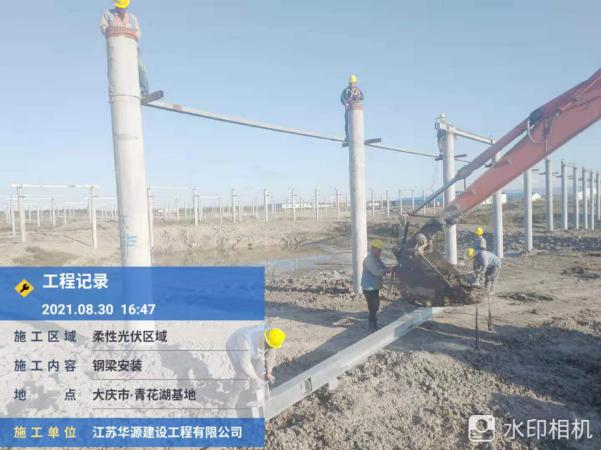 工程记录
2021.08.30 16:47
施工区域 柔性光伏区域
施工内容 钢梁安装
地点 大庆市·青花湖基地
施工单位 江苏华源建设工程有限公司
水印相机